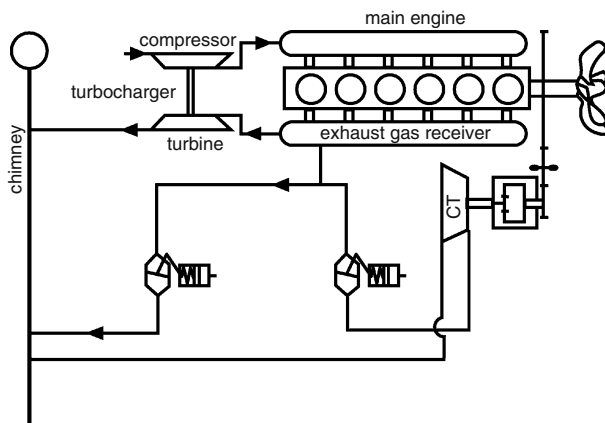 main engine
compressor
turbocharger
turbine
exhaust gas receiver
chimney
CT